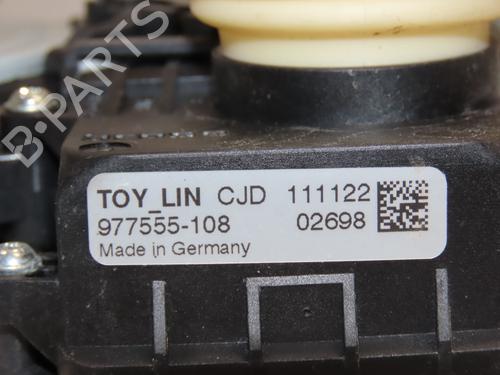 B-PARTS
TOY_LIN CJD 111122
977555-108 02698
Made in Germany